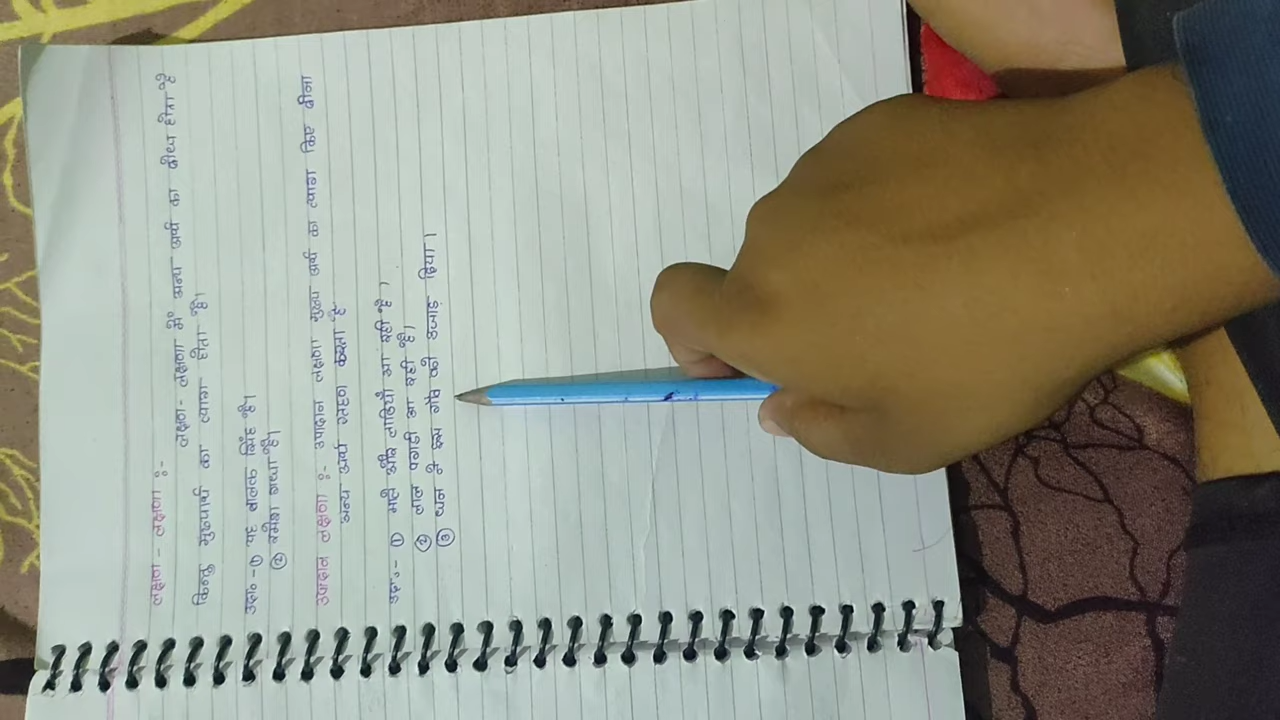 लक्षण - लक्षणा :-
लक्षण - लक्षणा में अन्य अर्थ का बोध होता है
किन्तु मुख्यार्थ का त्याग होता है।
उदा०- ① यह बालक सिंह है।
② रमेश गधा है।
उपादान लक्षणा :- उपादान लक्षणा मुख्य अर्थ का त्याग किए बीना
अन्य अर्थ ग्रहण करता है
उदा०- ① भाले और लाठियाँ आ रही है।
② लाल पगड़ी आ रही है।
③ धन ने इस गाँव को उजाड़ दिया।